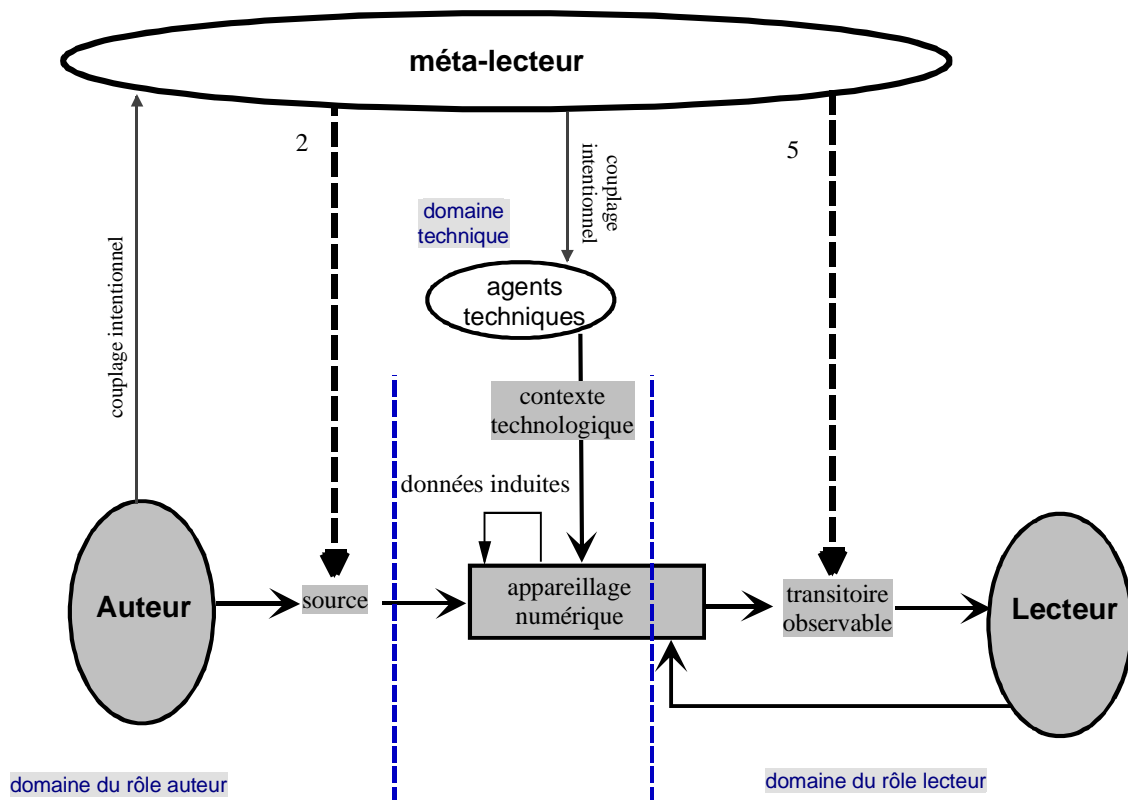 méta-lecteur
2
5
couplage
intentionnel
domaine
technique
couplage intentionnel
agents
techniques
contexte
technologique
données induites
Auteur
source
appareillage
numérique
transitoire
observable
Lecteur
domaine du rôle auteur
domaine du rôle lecteur